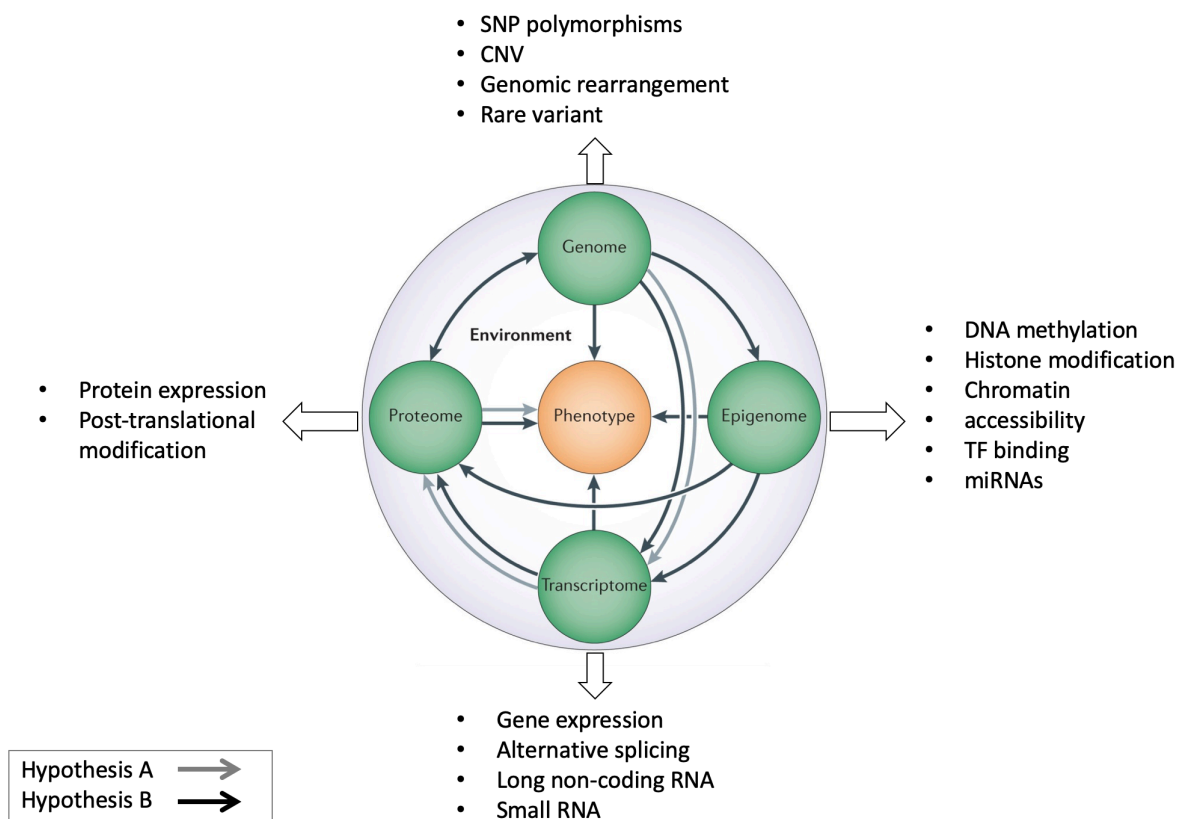 • SNP polymorphisms
• CNV
• Genomic rearrangement
• Rare variant
Genome
Environment
• Protein expression
• Post-translational
modification
Proteome
Phenotype
Epigenome
• DNA methylation
• Histone modification
• Chromatin
• accessibility
• TF binding
• miRNAs
Transcriptome
• Gene expression
• Alternative splicing
• Long non-coding RNA
• Small RNA
Hypothesis A
Hypothesis B